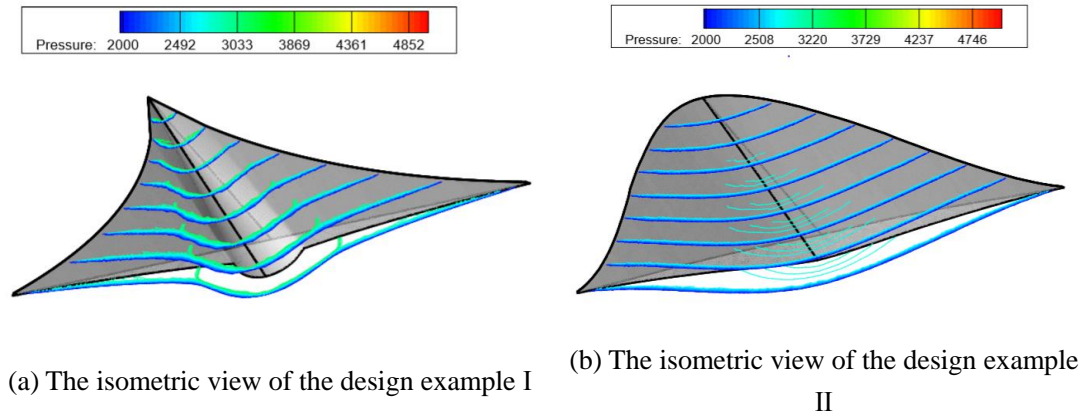 Pressure: 2000 2492 3033 3869 4361 4852
Pressure: 2000 2508 3220 3729 4237 4746
(a) The isometric view of the design example I
(b) The isometric view of the design example
II